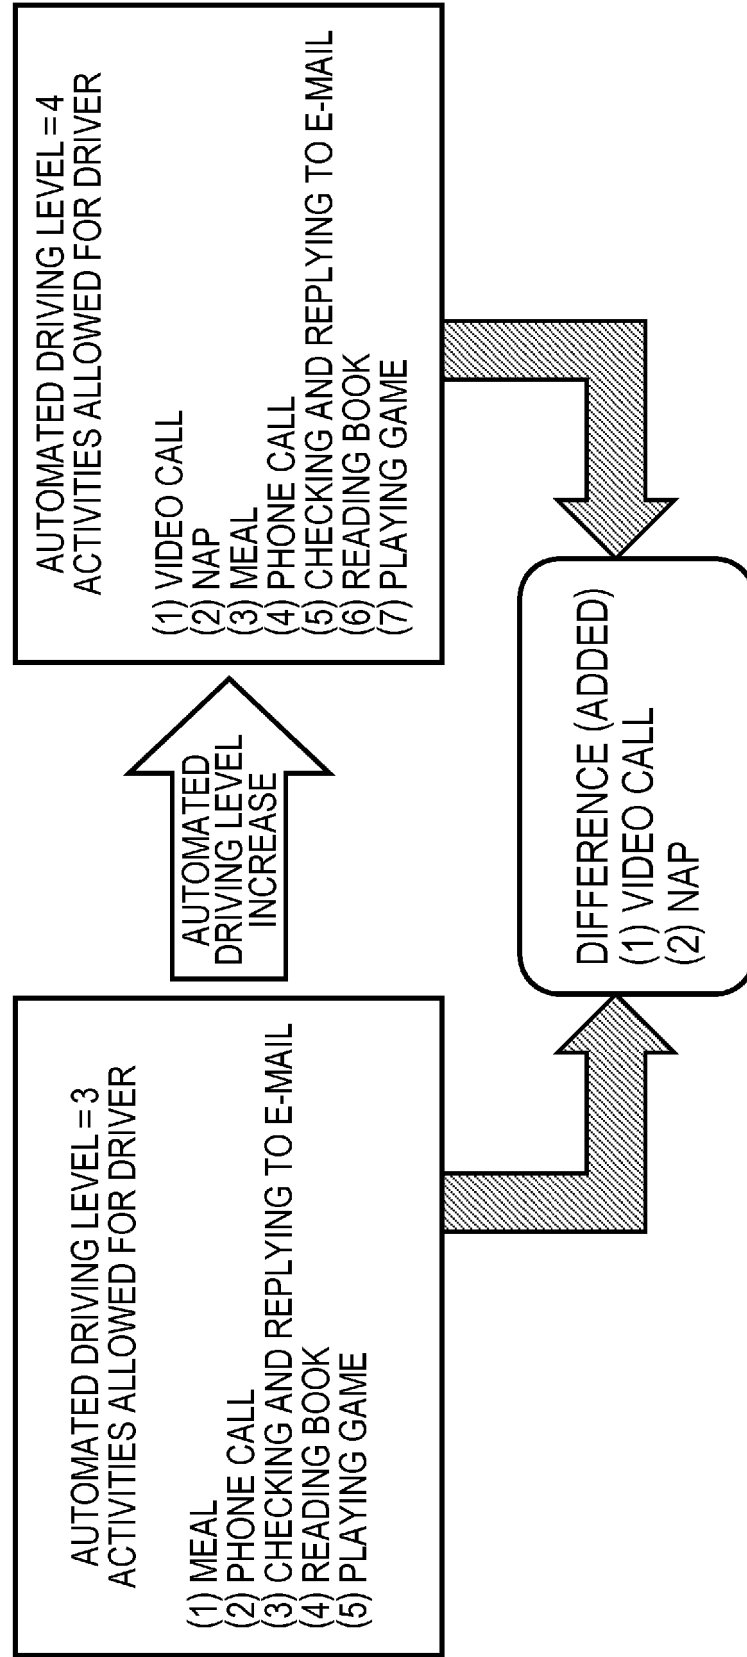 AUTOMATED DRIVING LEVEL = 3
ACTIVITIES ALLOWED FOR DRIVER
(1) MEAL
(2) PHONE CALL
(3) CHECKING AND REPLYING TO E-MAIL
(4) READING BOOK
(5) PLAYING GAME
AUTOMATED
DRIVING LEVEL
INCREASE
AUTOMATED DRIVING LEVEL = 4
ACTIVITIES ALLOWED FOR DRIVER
(1) VIDEO CALL
(2) NAP
(3) MEAL
(4) PHONE CALL
(5) CHECKING AND REPLYING TO E-MAIL
(6) READING BOOK
(7) PLAYING GAME
DIFFERENCE (ADDED)
(1) VIDEO CALL
(2) NAP